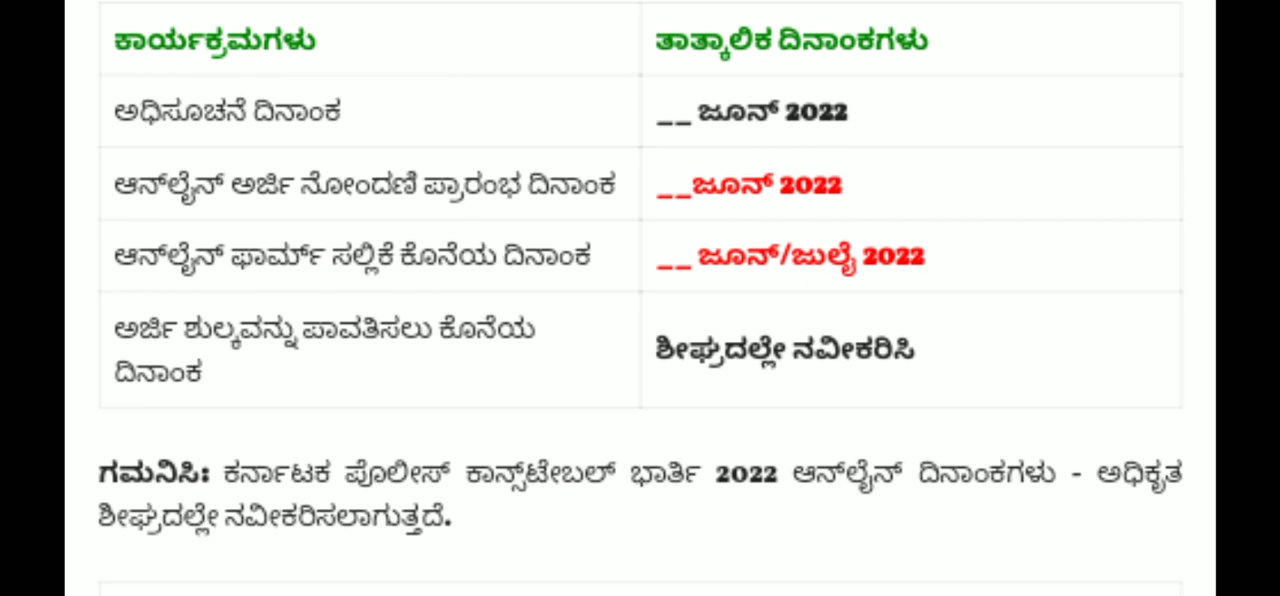 ಕಾರ್ಯಕ್ರಮಗಳು ತಾತ್ಕಾಲಿಕ ದಿನಾಂಕಗಳು
ಅಧಿಸೂಚನೆ ದಿನಾಂಕ __ ಜೂನ್ 2022
ಆನ್‌ಲೈನ್ ಅರ್ಜಿ ನೋಂದಣಿ ಪ್ರಾರಂಭ ದಿನಾಂಕ __ಜೂನ್ 2022
ಆನ್‌ಲೈನ್ ಫಾರ್ಮ್ ಸಲ್ಲಿಕೆ ಕೊನೆಯ ದಿನಾಂಕ __ ಜೂನ್/ಜುಲೈ 2022
ಅರ್ಜಿ ಶುಲ್ಕವನ್ನು ಪಾವತಿಸಲು ಕೊನೆಯ
ದಿನಾಂಕ
ಶೀಘ್ರದಲ್ಲೇ ನವೀಕರಿಸಿ
ಗಮನಿಸಿ: ಕರ್ನಾಟಕ ಪೊಲೀಸ್ ಕಾನ್ಸ್‌ಟೇಬಲ್ ಭಾರ್ತಿ 2022 ಆನ್‌ಲೈನ್ ದಿನಾಂಕಗಳು - ಅಧಿಕೃತ
ಶೀಘ್ರದಲ್ಲೇ ನವೀಕರಿಸಲಾಗುತ್ತದೆ.